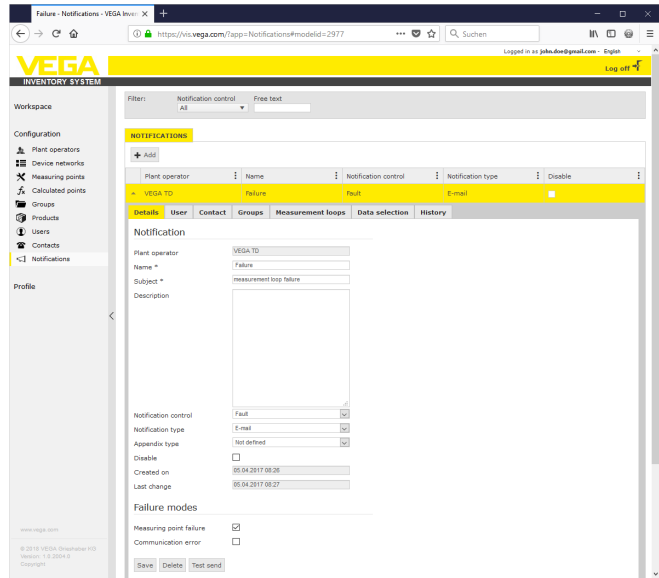 Failure - Notifications - VEGA Inven
https://vis.vega.com/?app=Notifications#modelid=2977
Suchen
Logged in as john.doe@gmail.com - English
VEGA
Log off
INVENTORY SYSTEM
Workspace
Configuration
Plant operators
Device networks
Measuring points
Calculated points
Groups
Products
Users
Contacts
Notifications
Profile
Filter: Notification control Free text
All
NOTIFICATIONS
Add
Plant operator Name Notification control Notification type Disable
VEGA TD Failure Fault E-mail
Details User Contact Groups Measurement loops Data selection History
Notification
Plant operator VEGA TD
Name * Failure
Subject * measurement loop failure
Description
Notification control Fault
Notification type E-mail
Appendix type Not defined
Disable
Created on 05.04.2017 08:26
Last change 05.04.2017 08:27
Failure modes
Measuring point failure
Communication error
Save Delete Test send
www.vega.com
Copyright